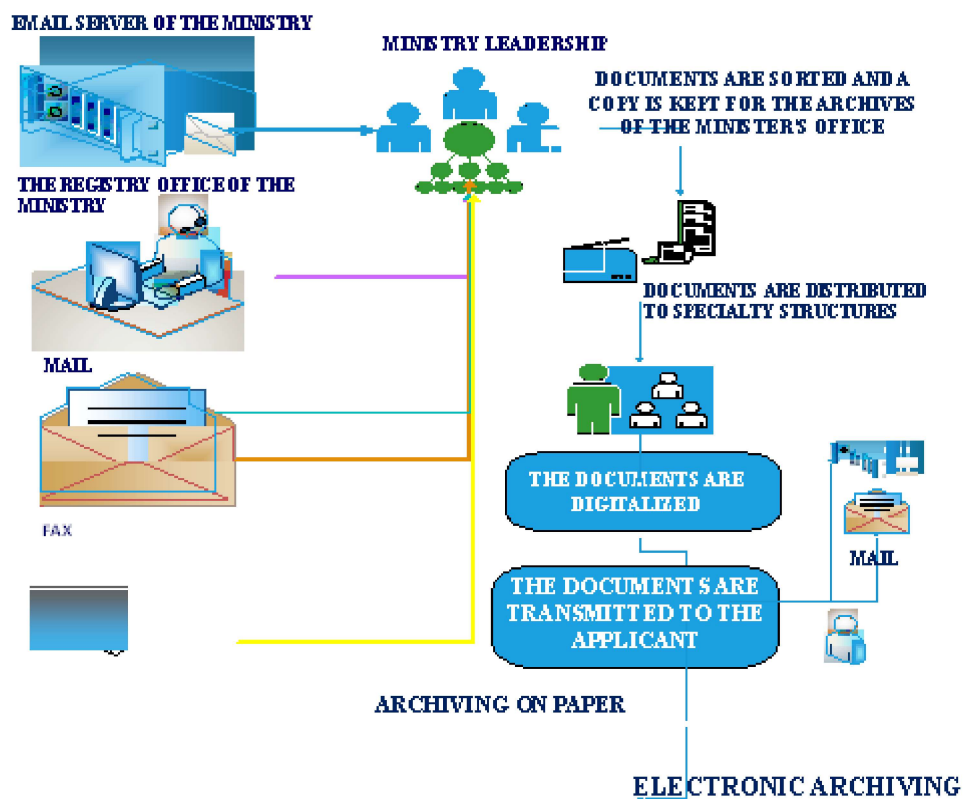 EMAIL SERVER OF THE MINISTRY
MINISTRY LEADERSHIP
DOCUMENTS ARE SORTED AND A
COPY IS KEPT FOR THE ARCHIVES
OF THE MINISTER'S OFFICE
THE REGISTRY OFFICE OF THE
MINISTRY
DOCUMENTS ARE DISTRIBUTED
TO SPECIALTY STRUCTURES
MAIL
THE DOCUMENTS ARE
DIGITALIZED
FAX
MAIL
THE DOCUMENTS ARE
TRANSMITTED TO THE
APPLICANT
ARCHIVING ON PAPER
ELECTRONIC ARCHIVING